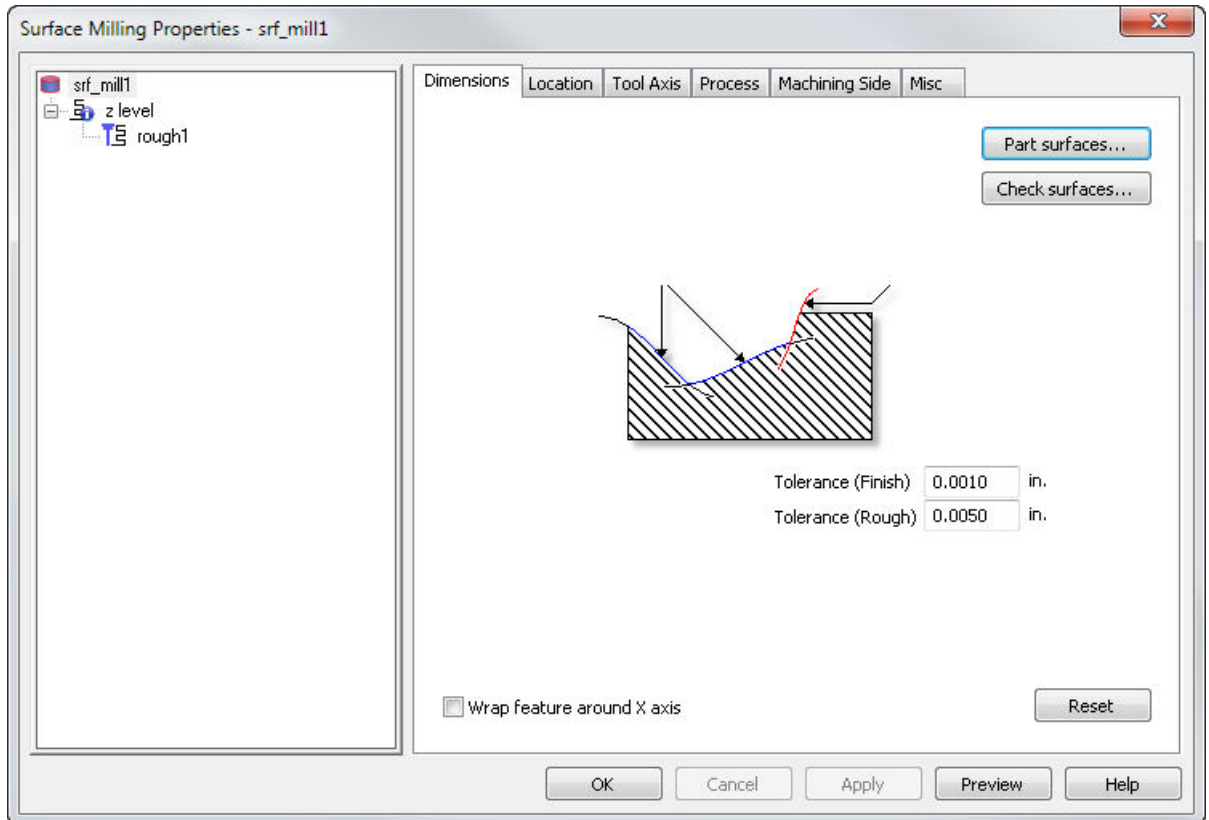 Surface Milling Properties - srf_mill1
srf_mill1
z level
rough1
Dimensions Location Tool Axis Process Machining Side Misc
Part surfaces...
Check surfaces...
Tolerance (Finish) 0.0010 in.
Tolerance (Rough) 0.0050 in.
Wrap feature around X axis Reset
OK Cancel Apply Preview Help